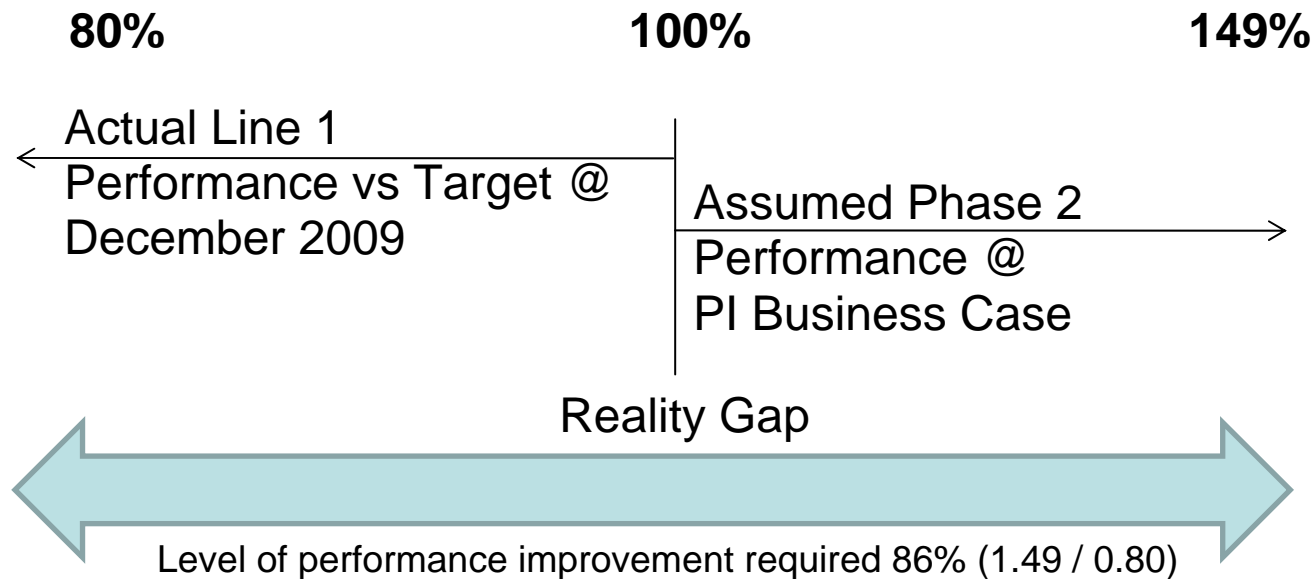 80% 100% 149%
Actual Line 1
Performance vs Target @
December 2009
Assumed Phase 2
Performance @
PI Business Case
Reality Gap
Level of performance improvement required 86% (1.49 / 0.80)